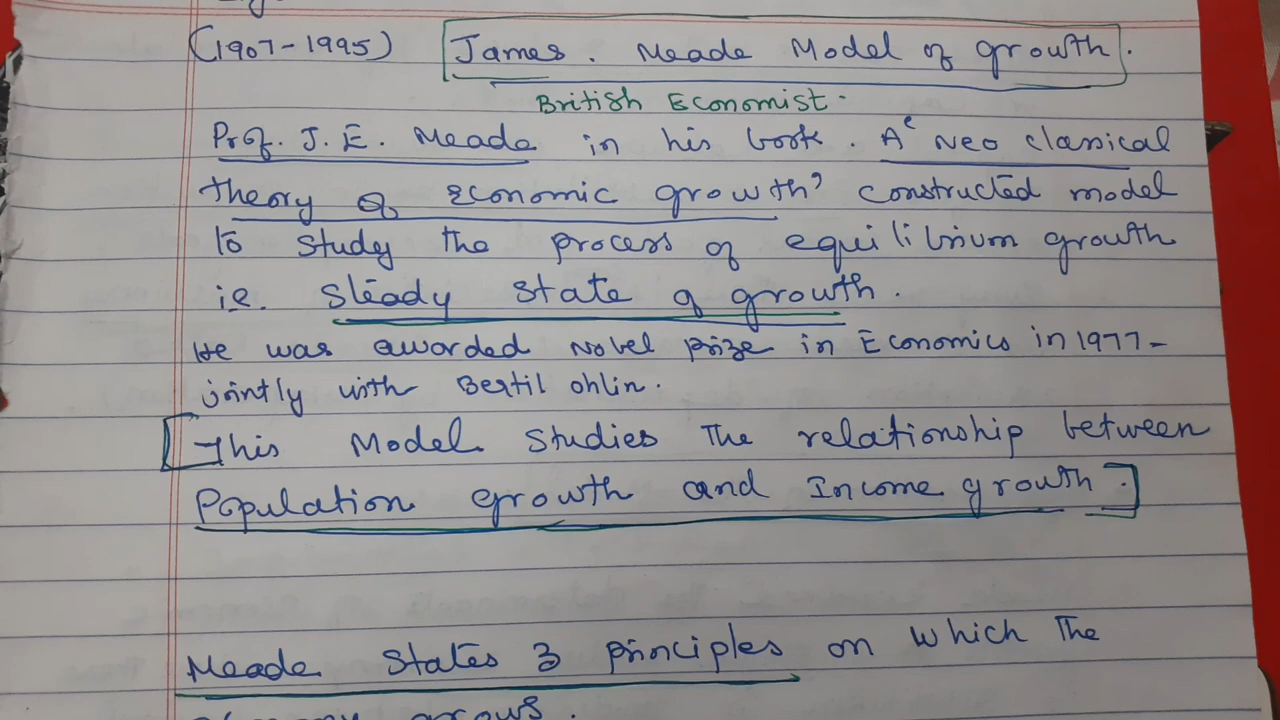 (1907-1995) James. Meade Model of growth.
British Economist.
Prof. J. E. Meade in his book. A' Neo classical
theory of Economic growth' constructed model
to study the process of equilibrium growth
i.e. Steady State of growth.
He was awarded Nobel prize in Economics in 1977-
jointly with Bertil ohlin.
This Model Studies The relationship between
Population growth and Income growth.
Meade States 3 principles on which The
grows.